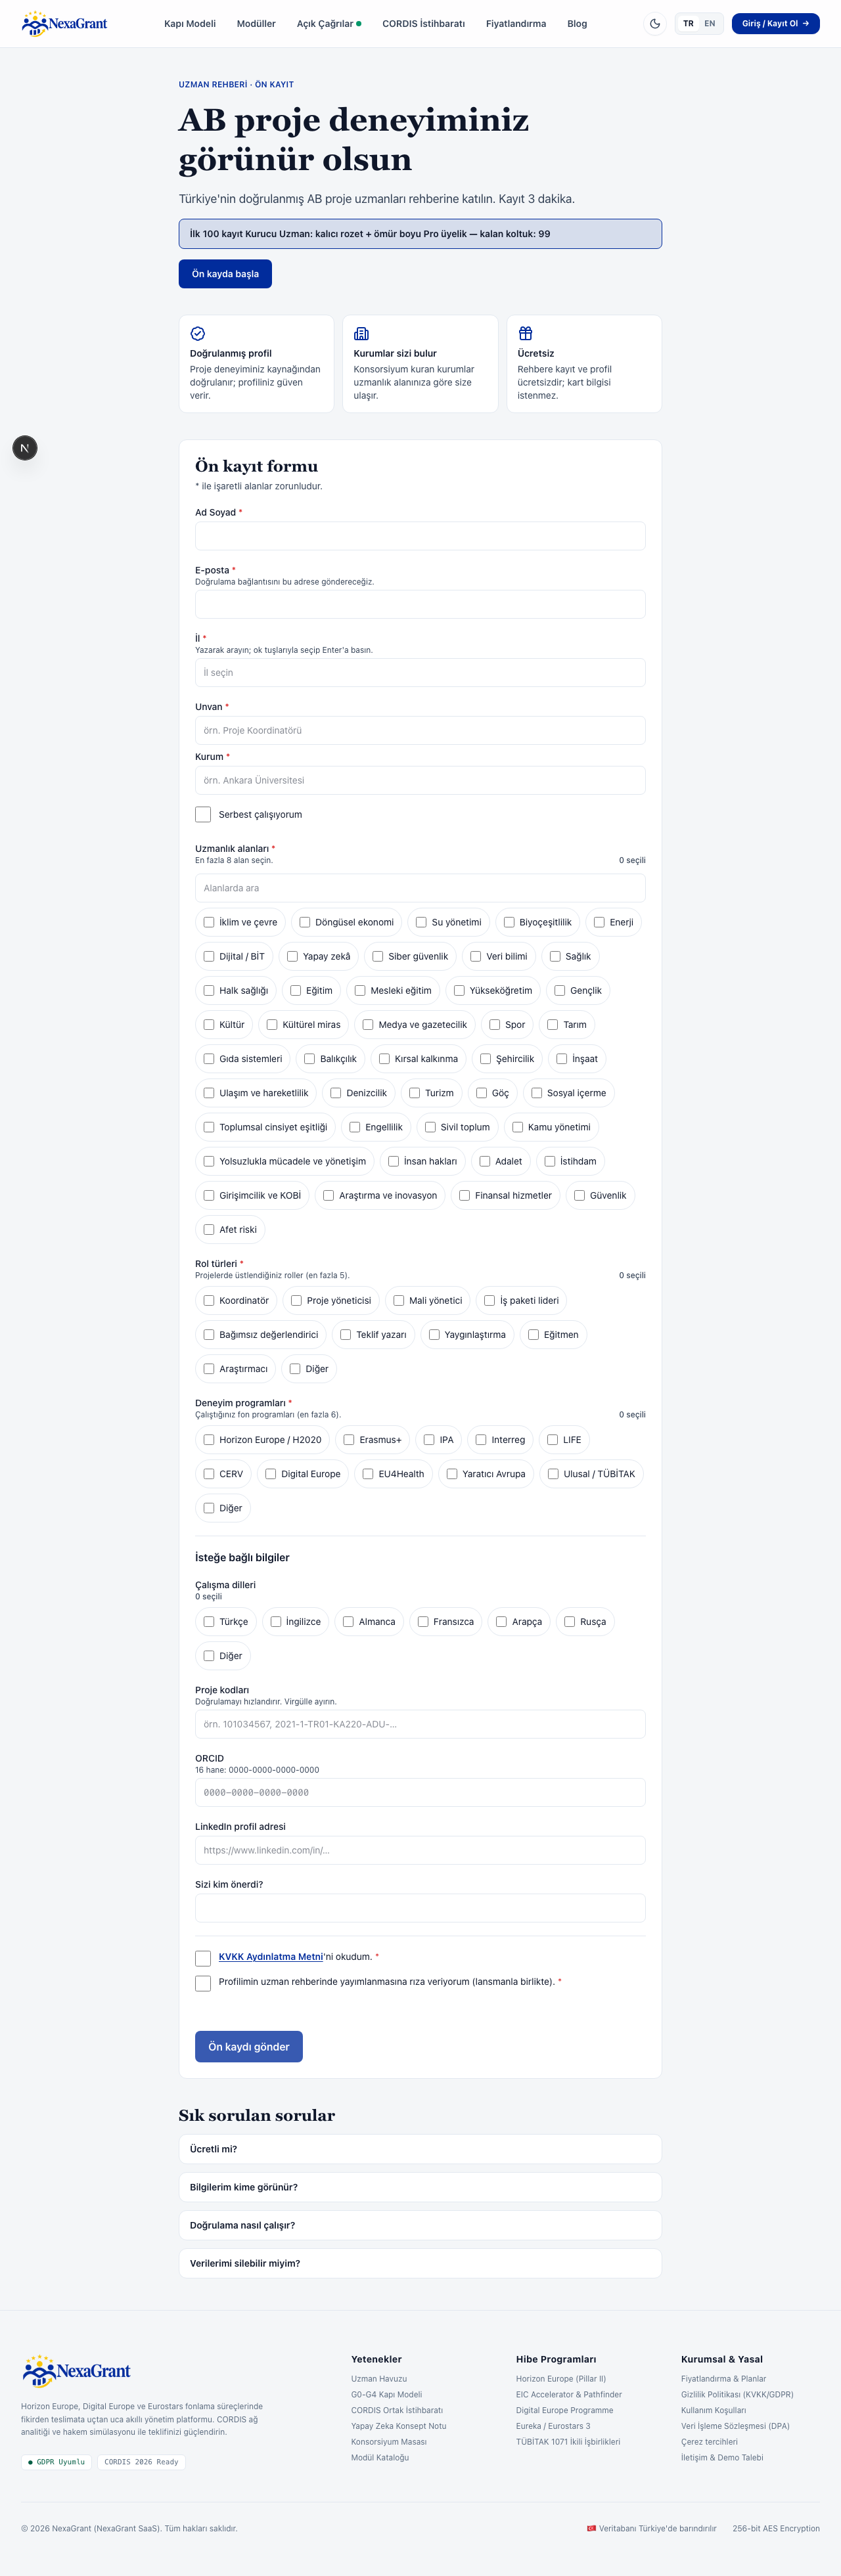 NexaGrant
Kapı Modeli
Modüller
Açık Çağrılar
CORDIS İstihbaratı
Fiyatlandırma
Blog
TR EN
Giriş / Kayıt Ol →
UZMAN REHBERİ · ÖN KAYIT
AB proje deneyiminiz
görünür olsun
Türkiye'nin doğrulanmış AB proje uzmanları rehberine katılın. Kayıt 3 dakika.
İlk 100 kayıt Kurucu Uzman: kalıcı rozet + ömür boyu Pro üyelik — kalan koltuk: 99
Ön kayda başla
Doğrulanmış profil
Proje deneyiminiz kaynağından
doğrulanır; profiliniz güven
verir.
Kurumlar sizi bulur
Konsorsiyum kuran kurumlar
uzmanlık alanınıza göre size
ulaşır.
Ücretsiz
Rehbere kayıt ve profil
ücretsizdir; kart bilgisi
istenmez.
N
Ön kayıt formu
* ile işaretli alanlar zorunludur.
Ad Soyad *
E-posta *
Doğrulama bağlantısını bu adrese göndereceğiz.
İl *
Yazarak arayın; ok tuşlarıyla seçip Enter'a basın.
İl seçin
Unvan *
örn. Proje Koordinatörü
Kurum *
örn. Ankara Üniversitesi
Serbest çalışıyorum
Uzmanlık alanları *
En fazla 8 alan seçin.
0 seçili
Alanlarda ara
İklim ve çevre Döngüsel ekonomi Su yönetimi Biyoçeşitlilik Enerji
Dijital / BİT Yapay zekâ Siber güvenlik Veri bilimi Sağlık
Halk sağlığı Eğitim Mesleki eğitim Yükseköğretim Gençlik
Kültür Kültürel miras Medya ve gazetecilik Spor Tarım
Gıda sistemleri Balıkçılık Kırsal kalkınma Şehircilik İnşaat
Ulaşım ve hareketlilik Denizcilik Turizm Göç Sosyal içerme
Toplumsal cinsiyet eşitliği Engellilik Sivil toplum Kamu yönetimi
Yolsuzlukla mücadele ve yönetişim İnsan hakları Adalet İstihdam
Girişimcilik ve KOBİ Araştırma ve inovasyon Finansal hizmetler Güvenlik
Afet riski
Rol türleri *
Projelerde üstlendiğiniz roller (en fazla 5).
0 seçili
Koordinatör Proje yöneticisi Mali yönetici İş paketi lideri
Bağımsız değerlendirici Teklif yazarı Yaygınlaştırma Eğitmen
Araştırmacı Diğer
Deneyim programları *
Çalıştığınız fon programları (en fazla 6).
0 seçili
Horizon Europe / H2020 Erasmus+ IPA Interreg LIFE
CERV Digital Europe EU4Health Yaratıcı Avrupa Ulusal / TÜBİTAK
Diğer
İsteğe bağlı bilgiler
Çalışma dilleri
0 seçili
Türkçe İngilizce Almanca Fransızca Arapça Rusça
Diğer
Proje kodları
Doğrulamayı hızlandırır. Virgülle ayırın.
örn. 101034567, 2021-1-TR01-KA220-ADU-...
ORCID
16 hane: 0000-0000-0000-0000
0000-0000-0000-0000
LinkedIn profil adresi
https://www.linkedin.com/in/...
Sizi kim önerdi?
KVKK Aydınlatma Metni'ni okudum. *
Profilimin uzman rehberinde yayımlanmasına rıza veriyorum (lansmanla birlikte). *
Ön kaydı gönder
Sık sorulan sorular
Ücretli mi?
Bilgilerim kime görünür?
Doğrulama nasıl çalışır?
Verilerimi silebilir miyim?
NexaGrant
Horizon Europe, Digital Europe ve Eurostars fonlama süreçlerinde
fikirden teslimata uçtan uca akıllı yönetim platformu. CORDIS ağ
analitiği ve hakem simülasyonu ile teklifinizi güçlendirin.
● GDPR Uyumlu
CORDIS 2026 Ready
Yetenekler
Uzman Havuzu
G0-G4 Kapı Modeli
CORDIS Ortak İstihbaratı
Yapay Zeka Konsept Notu
Konsorsiyum Masası
Modül Kataloğu
Hibe Programları
Horizon Europe (Pillar II)
EIC Accelerator & Pathfinder
Digital Europe Programme
Eureka / Eurostars 3
TÜBİTAK 1071 İkili İşbirlikleri
Kurumsal & Yasal
Fiyatlandırma & Planlar
Gizlilik Politikası (KVKK/GDPR)
Kullanım Koşulları
Veri İşleme Sözleşmesi (DPA)
Çerez tercihleri
İletişim & Demo Talebi
© 2026 NexaGrant (NexaGrant SaaS). Tüm hakları saklıdır.
🇹🇷 Veritabanı Türkiye'de barındırılır
256-bit AES Encryption